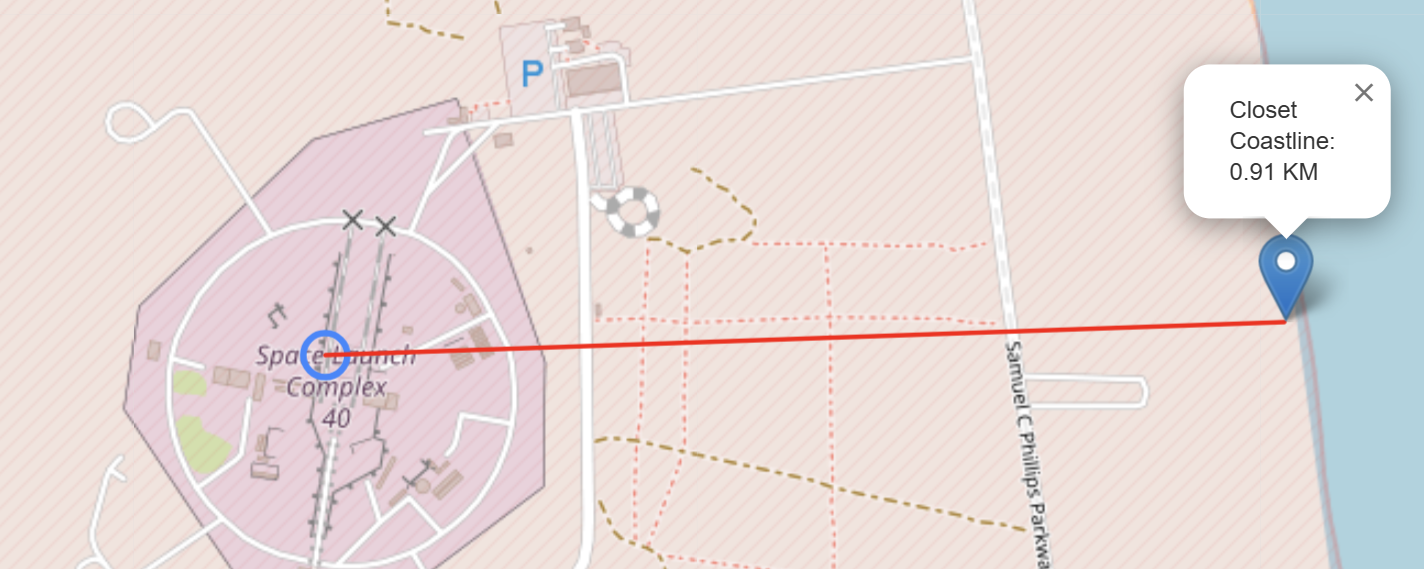 P
Closet
Coastline:
0.91 KM
Space Launch
Complex
40
Samuel C Phillips Parkwa